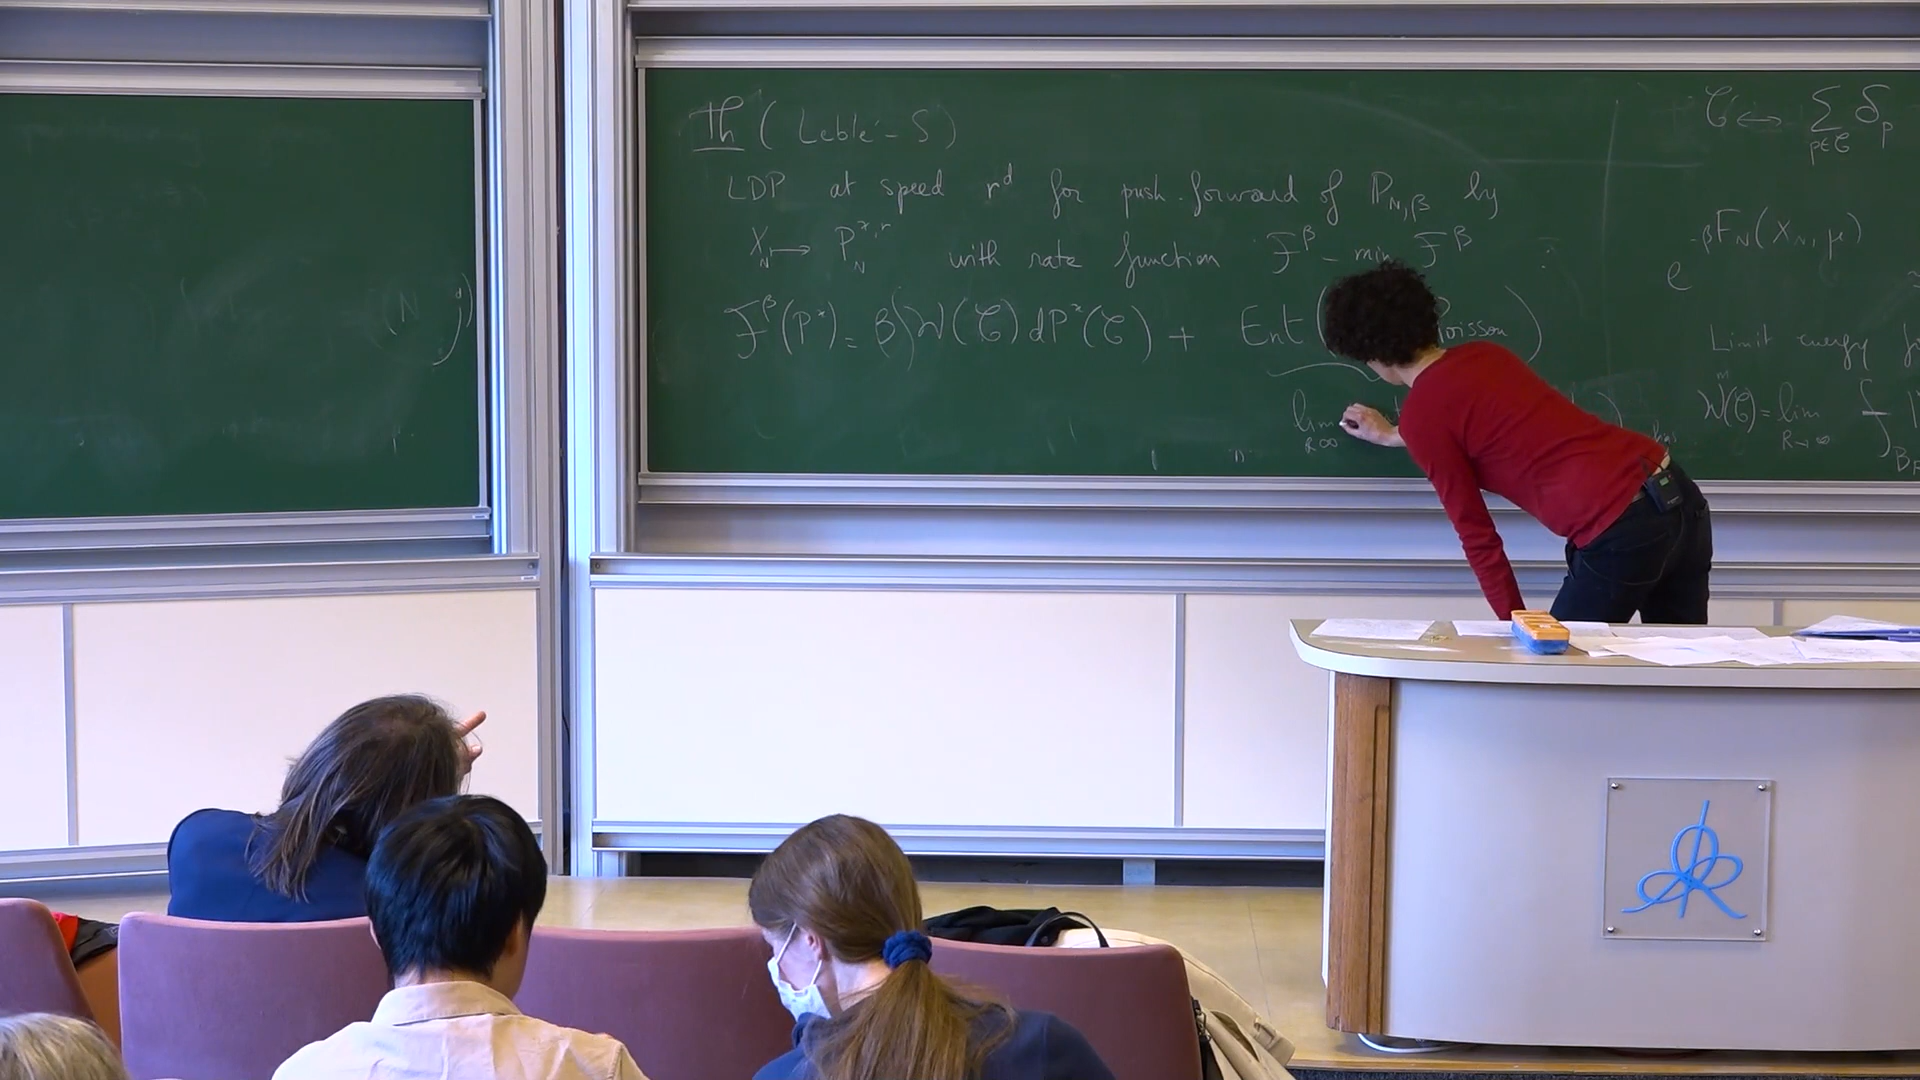 (N
Th ( Leblé - S )
LDP at speed r^d for push-forward of P_{N,β} by
X_N ↦ P_N^{x,r} with rate function F^β - min F^β
F^β(P^x) = β ∫ W(C) dP^x(C) + Ent ( Poisson )
lim
R→∞
C ↔ Σ_{p∈C} δ_p
e^{-βF_N(X_N, μ)}
Limit energy
W^m(C) = lim_{R→∞} ⨍